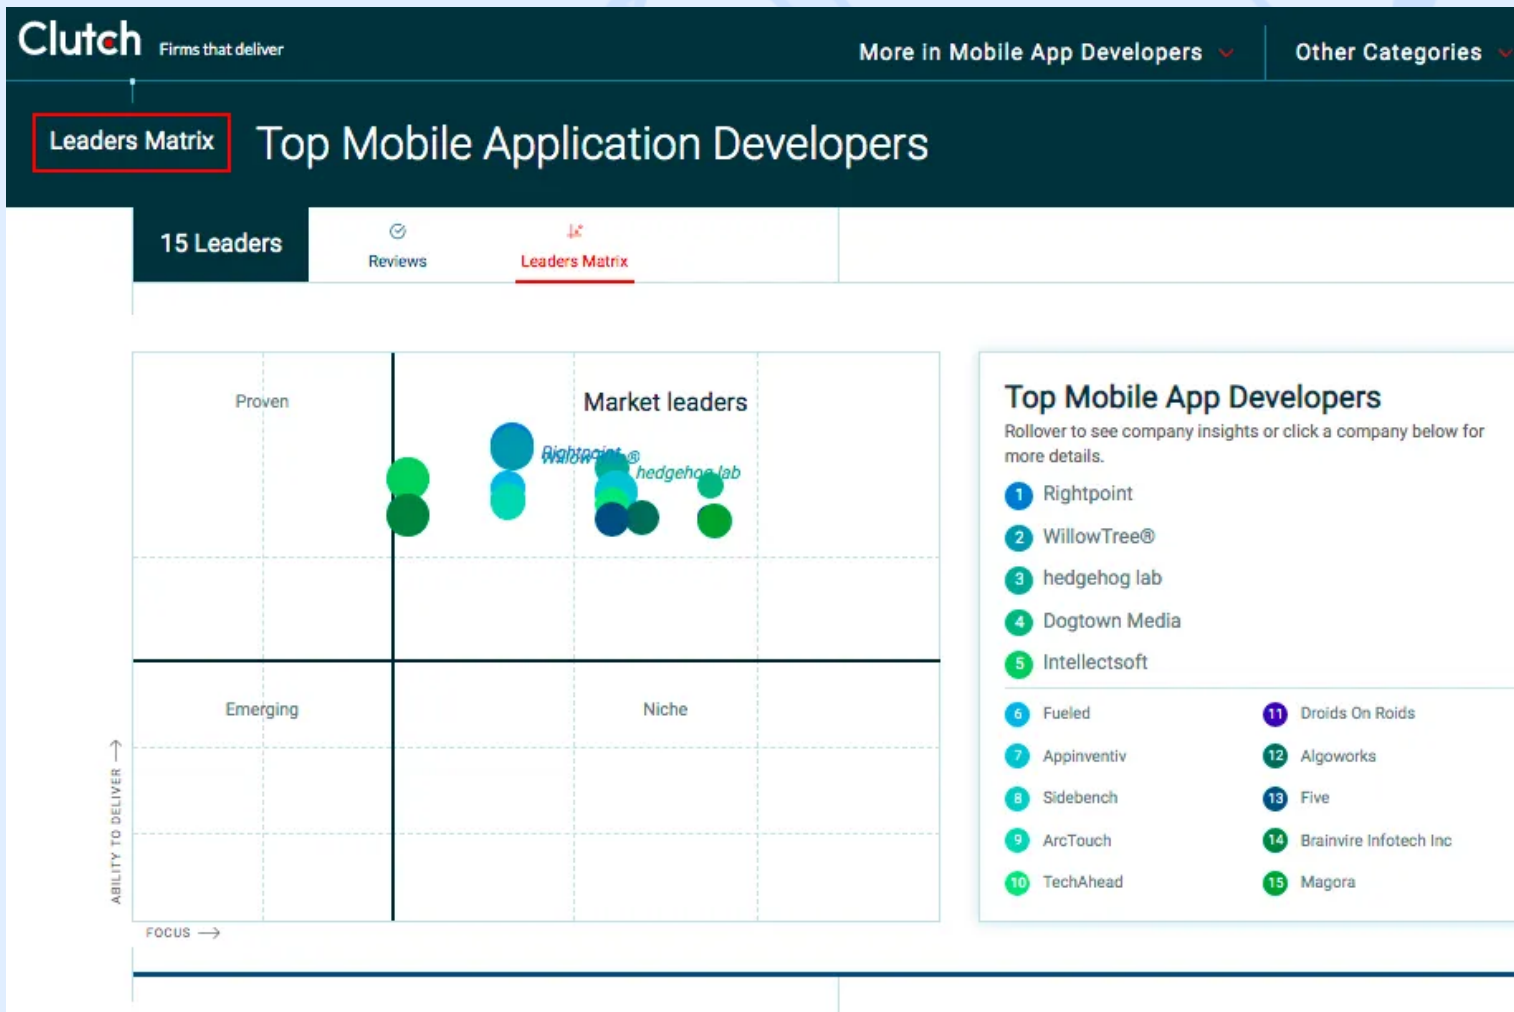 Clutch Firms that deliver
More in Mobile App Developers
Other Categories
Leaders Matrix
Top Mobile Application Developers
15 Leaders
Reviews
Leaders Matrix
Proven
Market leaders
Rightpoint
WillowTree®
hedgehog lab
Emerging
Niche
ABILITY TO DELIVER
FOCUS
Top Mobile App Developers
Rollover to see company insights or click a company below for
more details.
1 Rightpoint
2 WillowTree®
3 hedgehog lab
4 Dogtown Media
5 Intellectsoft
6 Fueled
7 Appinventiv
8 Sidebench
9 ArcTouch
10 TechAhead
11 Droids On Roids
12 Algoworks
13 Five
14 Brainvire Infotech Inc
15 Magora